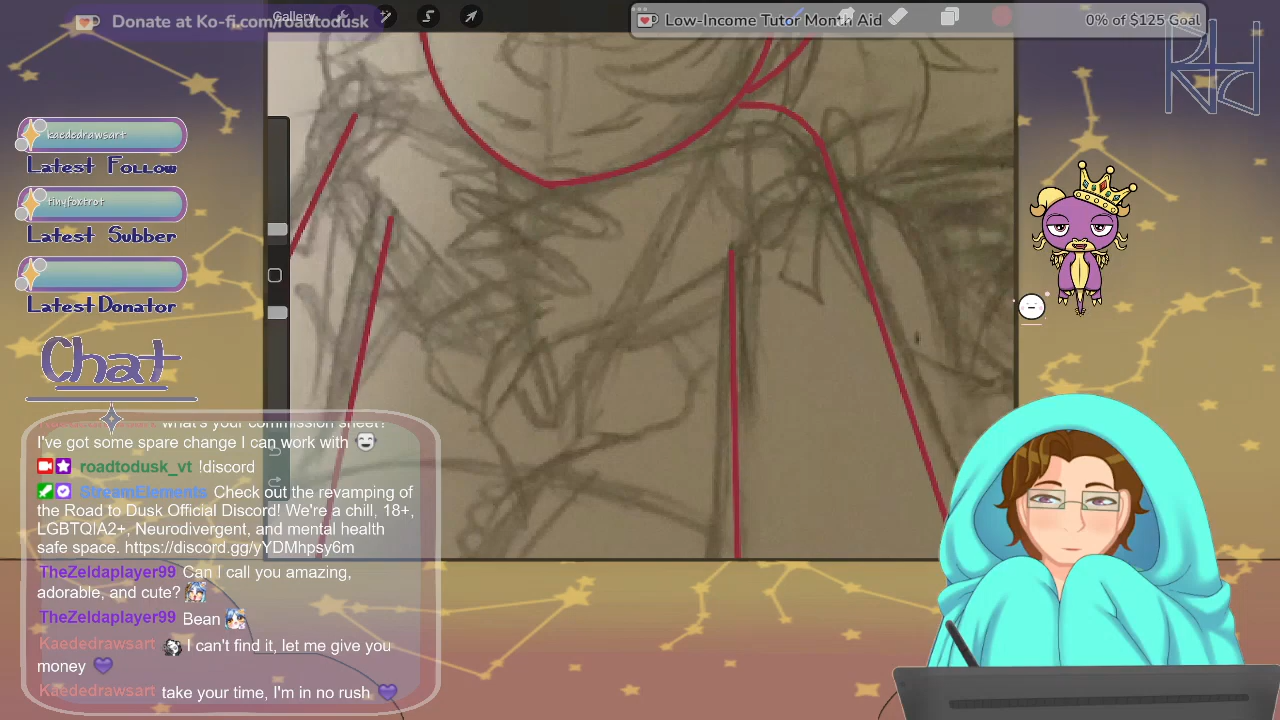 Donate at Ko-fi.com/roadtodusk
Gallery
Low-Income Tutor Month Aid
0% of $125 Goal
kaededrawsart
Latest Follow
tinyfoxtrot
Latest Subber
Latest Donator
Chat
what's your commission sheet?
I've got some spare change I can work with
roadtodusk_vt !discord
StreamElements Check out the revamping of
the Road to Dusk Official Discord! We're a chill, 18+,
LGBTQIA2+, Neurodivergent, and mental health
safe space. https://discord.gg/yYDMhpsy6m
TheZeldaplayer99 Can I call you amazing,
adorable, and cute?
TheZeldaplayer99 Bean
Kaededrawsart I can't find it, let me give you
money
Kaededrawsart take your time, I'm in no rush